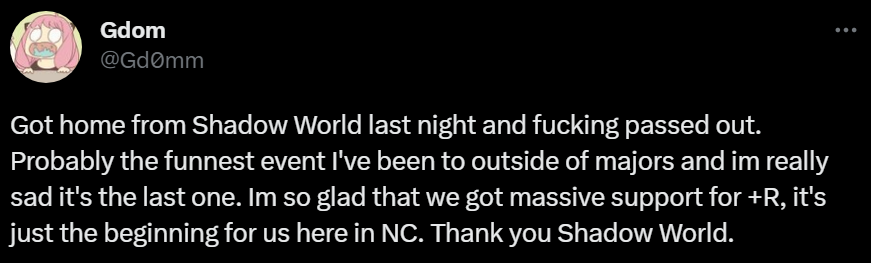 Gdom
@Gd0mm
Got home from Shadow World last night and fucking passed out.
Probably the funnest event I've been to outside of majors and im really
sad it's the last one. Im so glad that we got massive support for +R, it's
just the beginning for us here in NC. Thank you Shadow World.